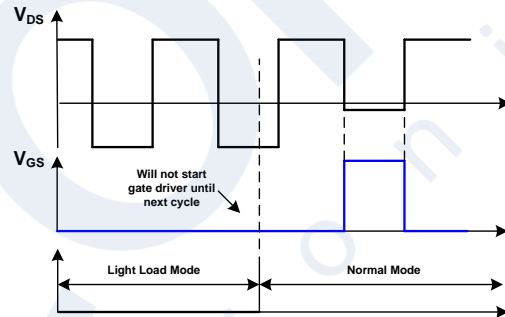 VDS
VGS
Will not start
gate driver until
next cycle
Light Load Mode
Normal Mode